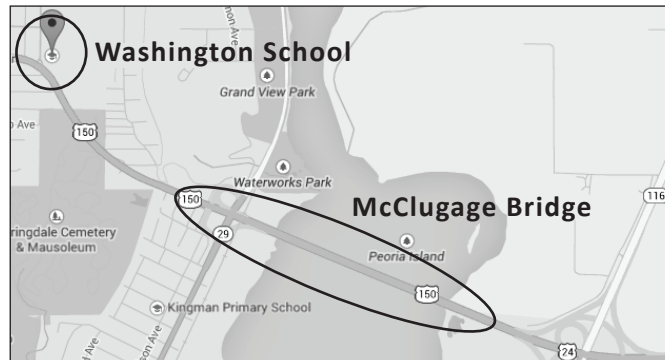 Washington School
Grand View Park
150
Ave
Waterworks Park
150
McClugage Bridge
116
29
Cemetery
& Mausoleum
Peoria Island
150
Kingman Primary School
24
Ave